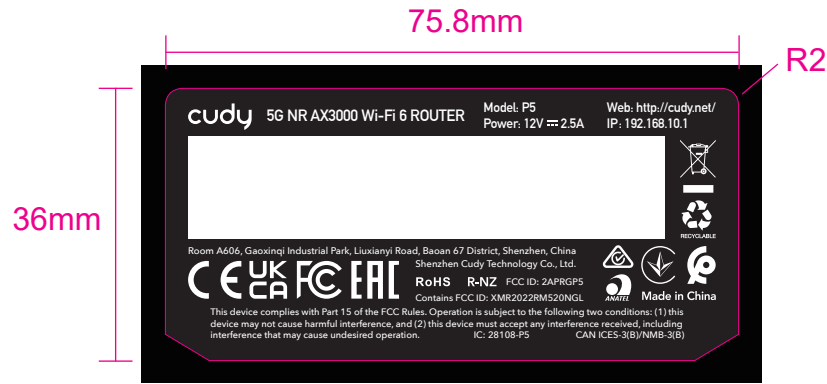 75.8mm
R2
36mm
cudy 5G NR AX3000 Wi-Fi 6 ROUTER
Model: P5
Power: 12V ⎓ 2.5A
Web: http://cudy.net/
IP: 192.168.10.1
RECYCLABLE
Room A606, Gaoxinqi Industrial Park, Liuxianyi Road, Baoan 67 District, Shenzhen, China
Shenzhen Cudy Technology Co., Ltd.
CE UKCA FC EAC
RoHS R-NZ FCC ID: 2APRGP5
Contains FCC ID: XMR2022RM520NGL
ANATEL
Made in China
This device complies with Part 15 of the FCC Rules. Operation is subject to the following two conditions: (1) this
device may not cause harmful interference, and (2) this device must accept any interference received, including
interference that may cause undesired operation. IC: 28108-P5 CAN ICES-3(B)/NMB-3(B)